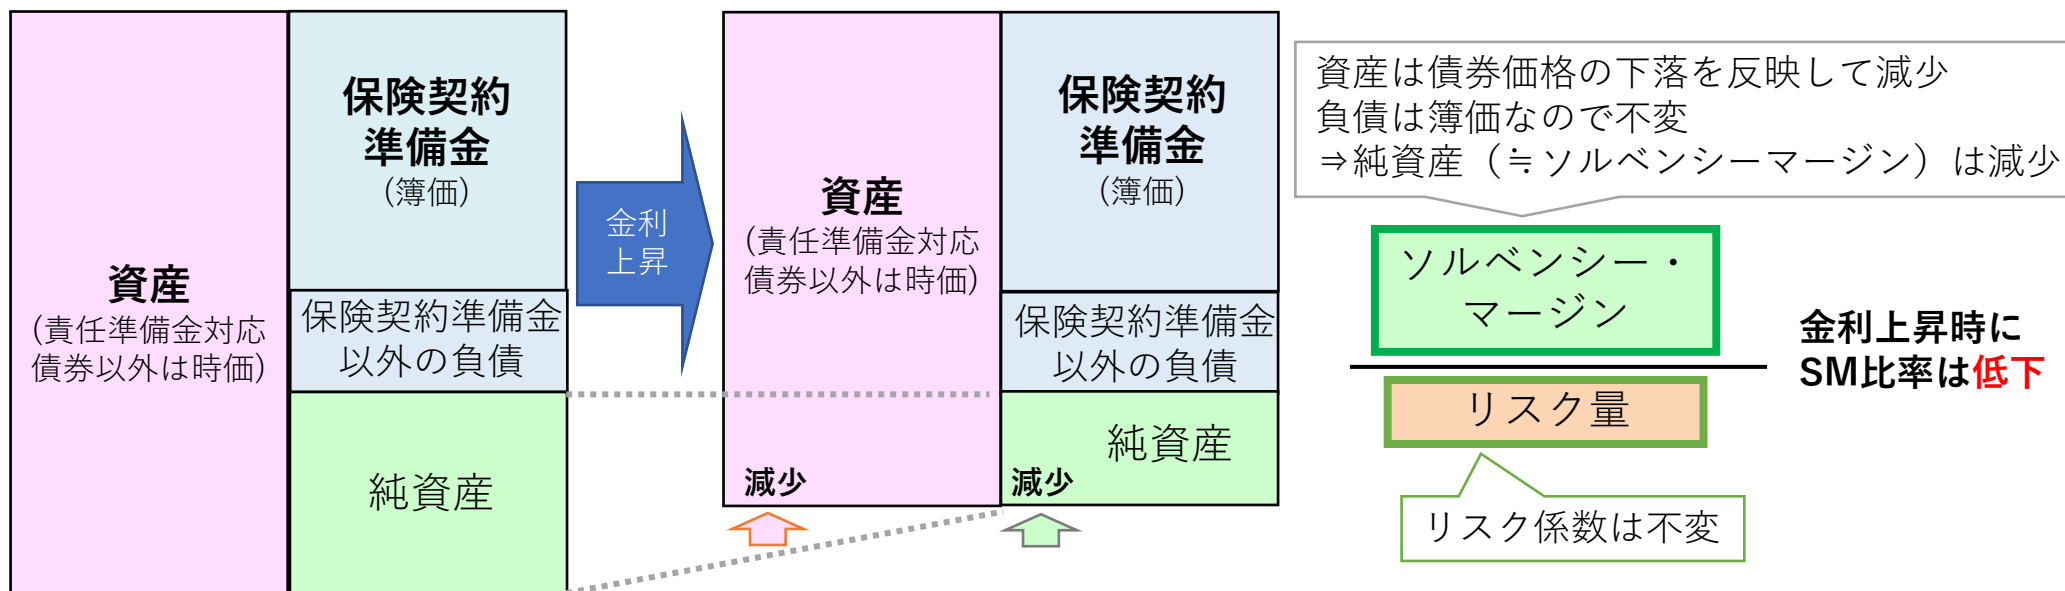 資産
(責任準備金対応
債券以外は時価)
保険契約
準備金
(簿価)
保険契約準備金
以外の負債
純資産
金利
上昇
資産
(責任準備金対応
債券以外は時価)
減少
保険契約
準備金
(簿価)
保険契約準備金
以外の負債
純資産
減少
資産は債券価格の下落を反映して減少
負債は簿価なので不変
⇒純資産（≒ソルベンシーマージン）は減少
ソルベンシー・
マージン
リスク量
リスク係数は不変
金利上昇時に
SM比率は低下